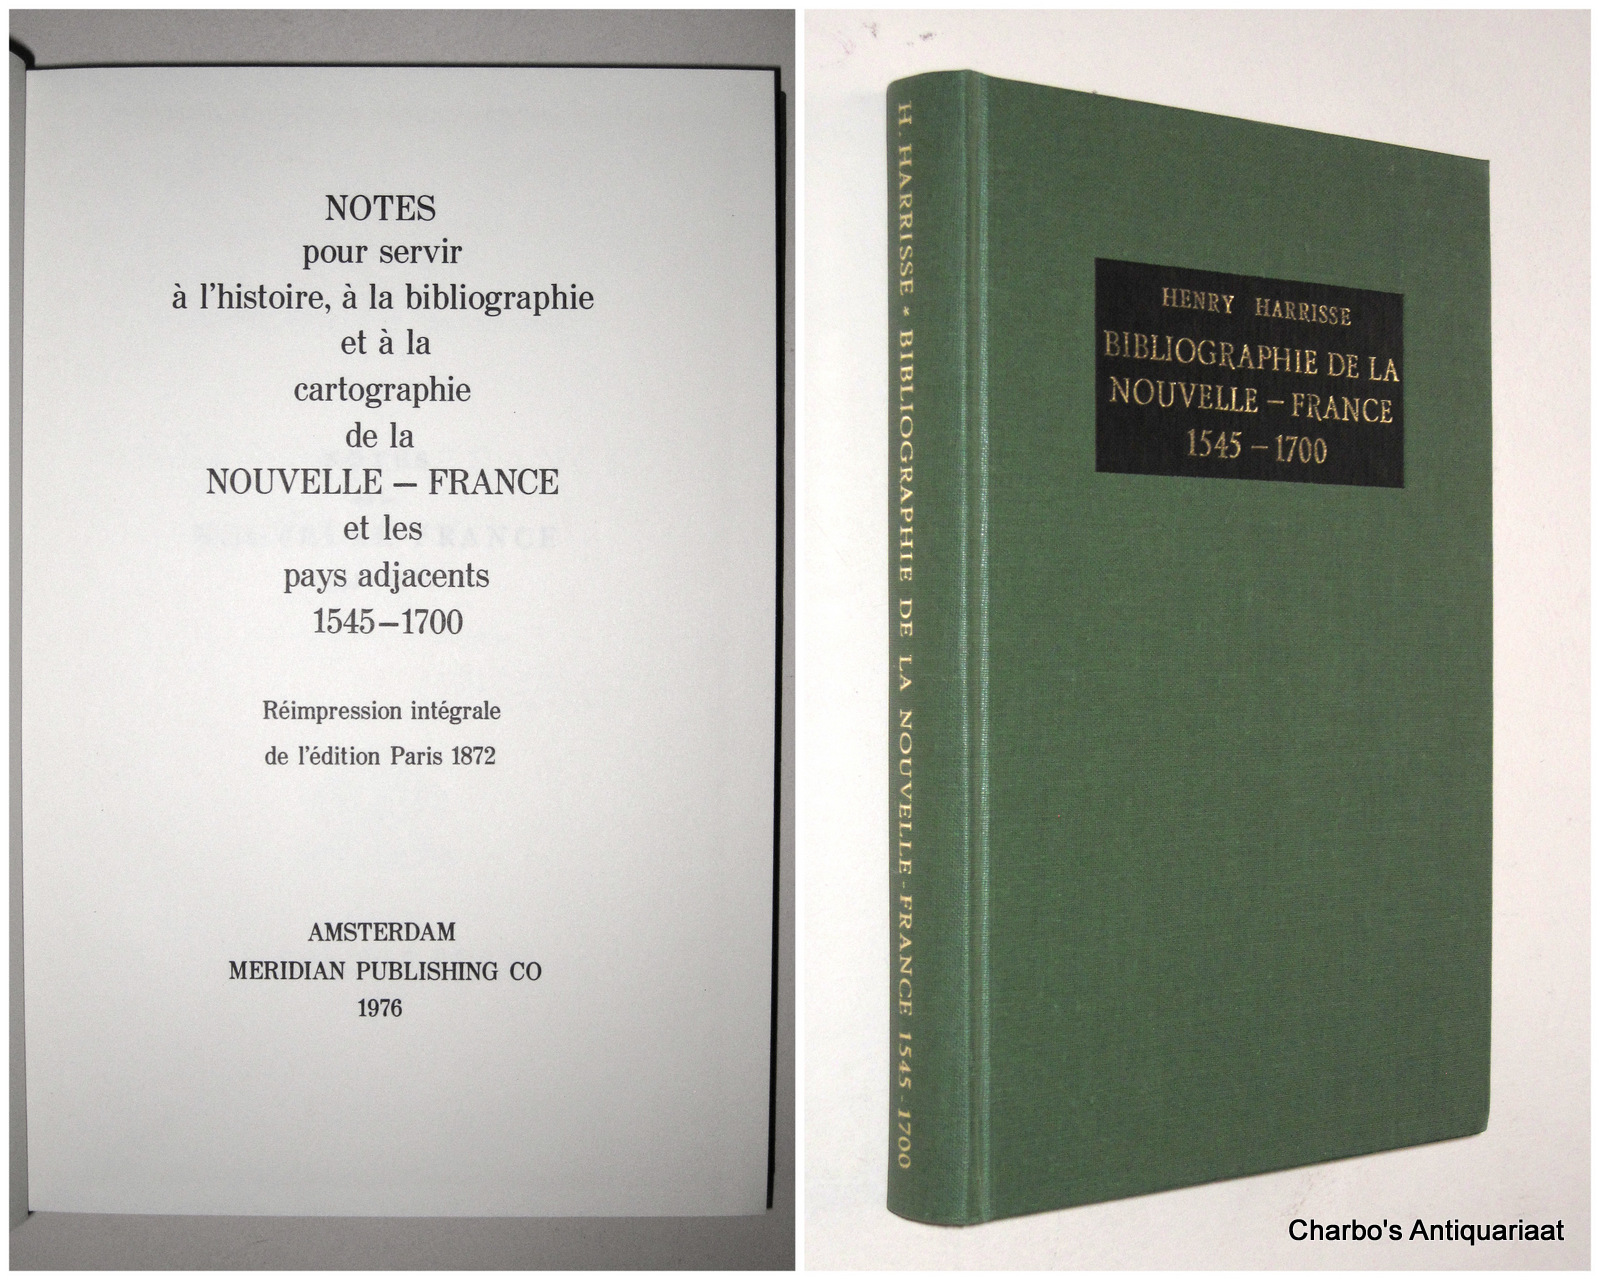 NOTES
pour servir
à l'histoire, à la bibliographie
et à la
cartographie
de la
NOUVELLE – FRANCE
et les
pays adjacents
1545–1700
Réimpression intégrale
de l'édition Paris 1872
AMSTERDAM
MERIDIAN PUBLISHING CO
1976
H. HARRISSE * BIBLIOGRAPHIE DE LA NOUVELLE-FRANCE 1545-1700
HENRY HARRISSE
BIBLIOGRAPHIE DE LA
NOUVELLE – FRANCE
1545 – 1700
Charbo's Antiquariaat